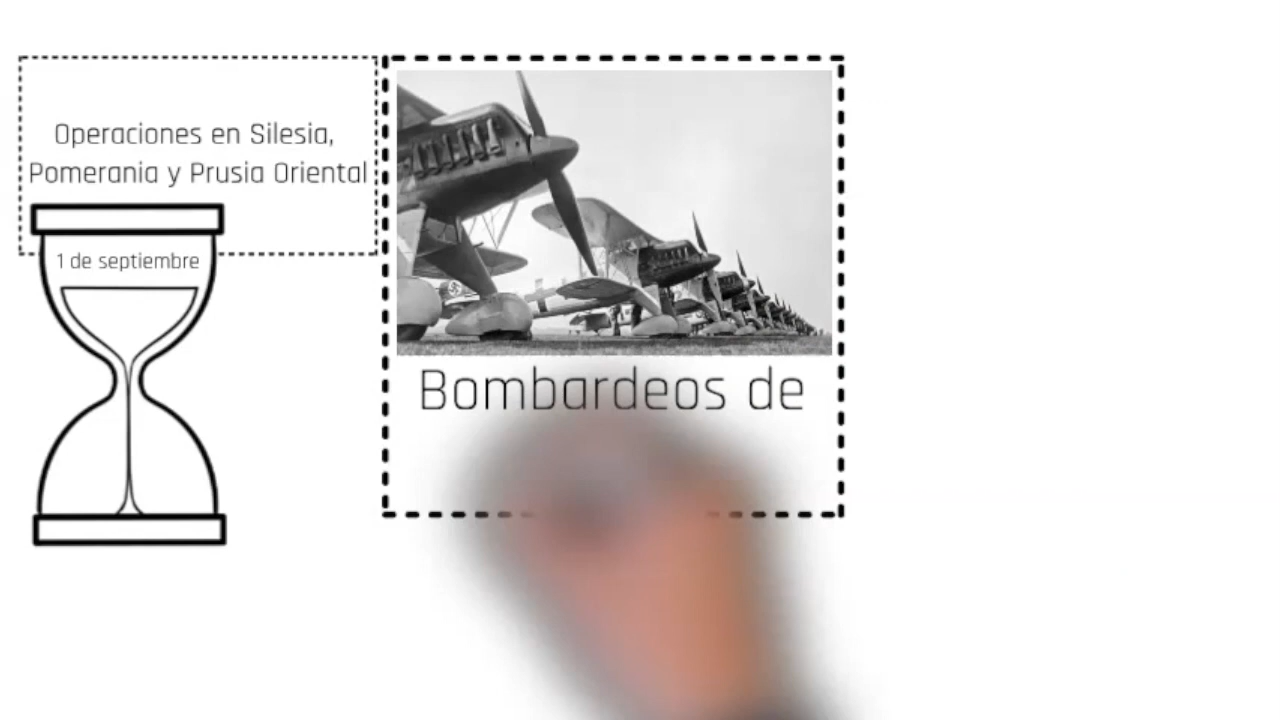 Operaciones en Silesia,
Pomerania y Prusia Oriental
1 de septiembre
Bombardeos de